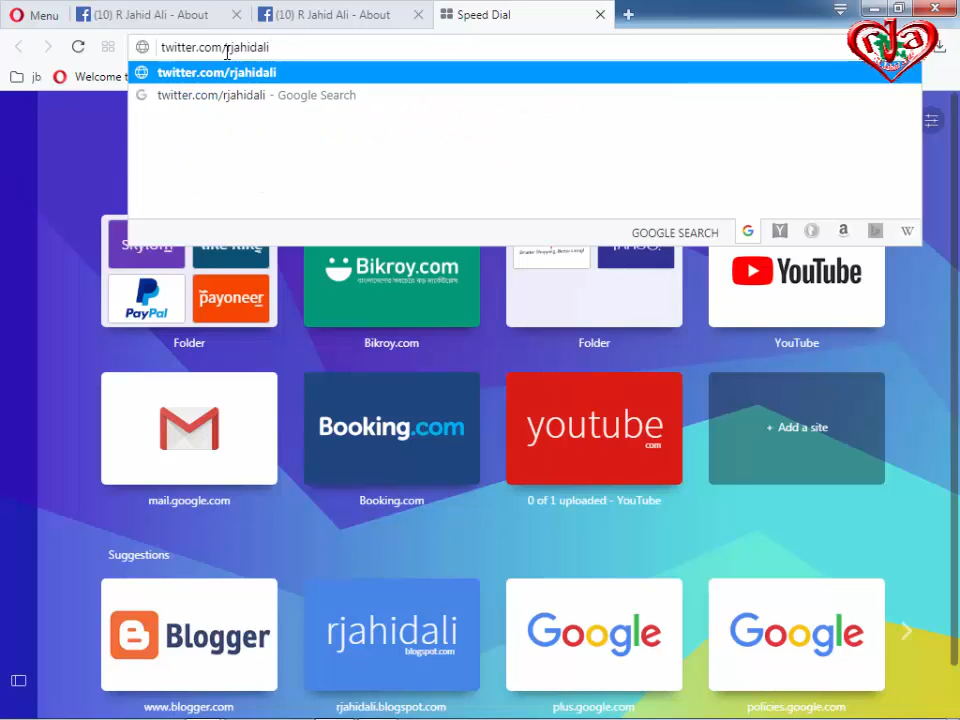 Menu
(10) R Jahid Ali - About
(10) R Jahid Ali - About
Speed Dial
twitter.com/rjahidali
rja
jb
Welcome t
twitter.com/rjahidali
twitter.com/rjahidali - Google Search
GOOGLE SEARCH
PayPal
payoneer
Folder
Bikroy.com
Bikroy.com
Folder
YouTube
YouTube
mail.google.com
Booking.com
Booking.com
youtube
com
0 of 1 uploaded - YouTube
+ Add a site
Suggestions
Blogger
www.blogger.com
rjahidali
blogspot.com
rjahidali.blogspot.com
Google
plus.google.com
Google
policies.google.com